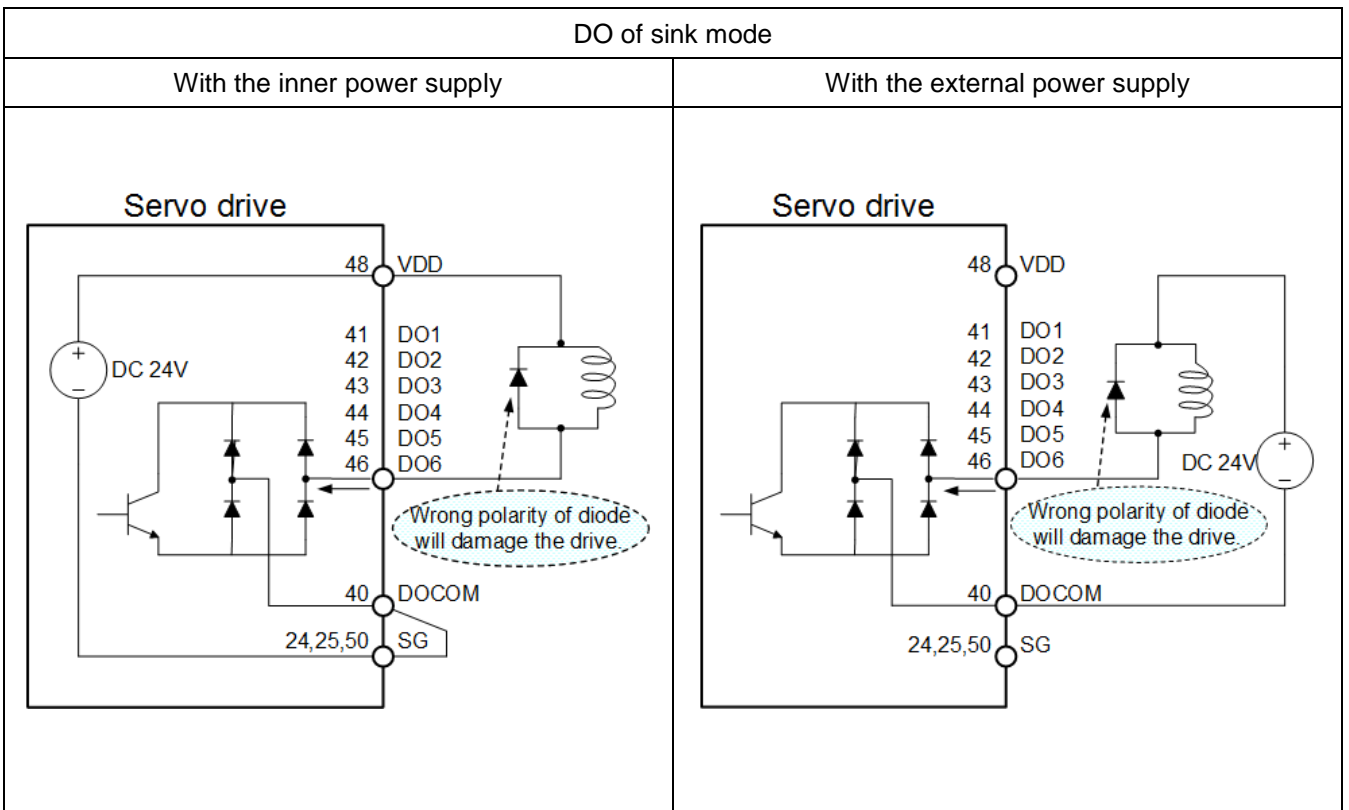 DO of sink mode
With the inner power supply
With the external power supply
Servo drive
48 VDD
41 DO1
42 DO2
DC 24V
43 DO3
44 DO4
45 DO5
46 DO6
Wrong polarity of diode
will damage the drive.
40 DOCOM
24,25,50 SG
Servo drive
48 VDD
41 DO1
42 DO2
43 DO3
44 DO4
45 DO5
46 DO6
DC 24V
Wrong polarity of diode
will damage the drive.
40 DOCOM
24,25,50 SG